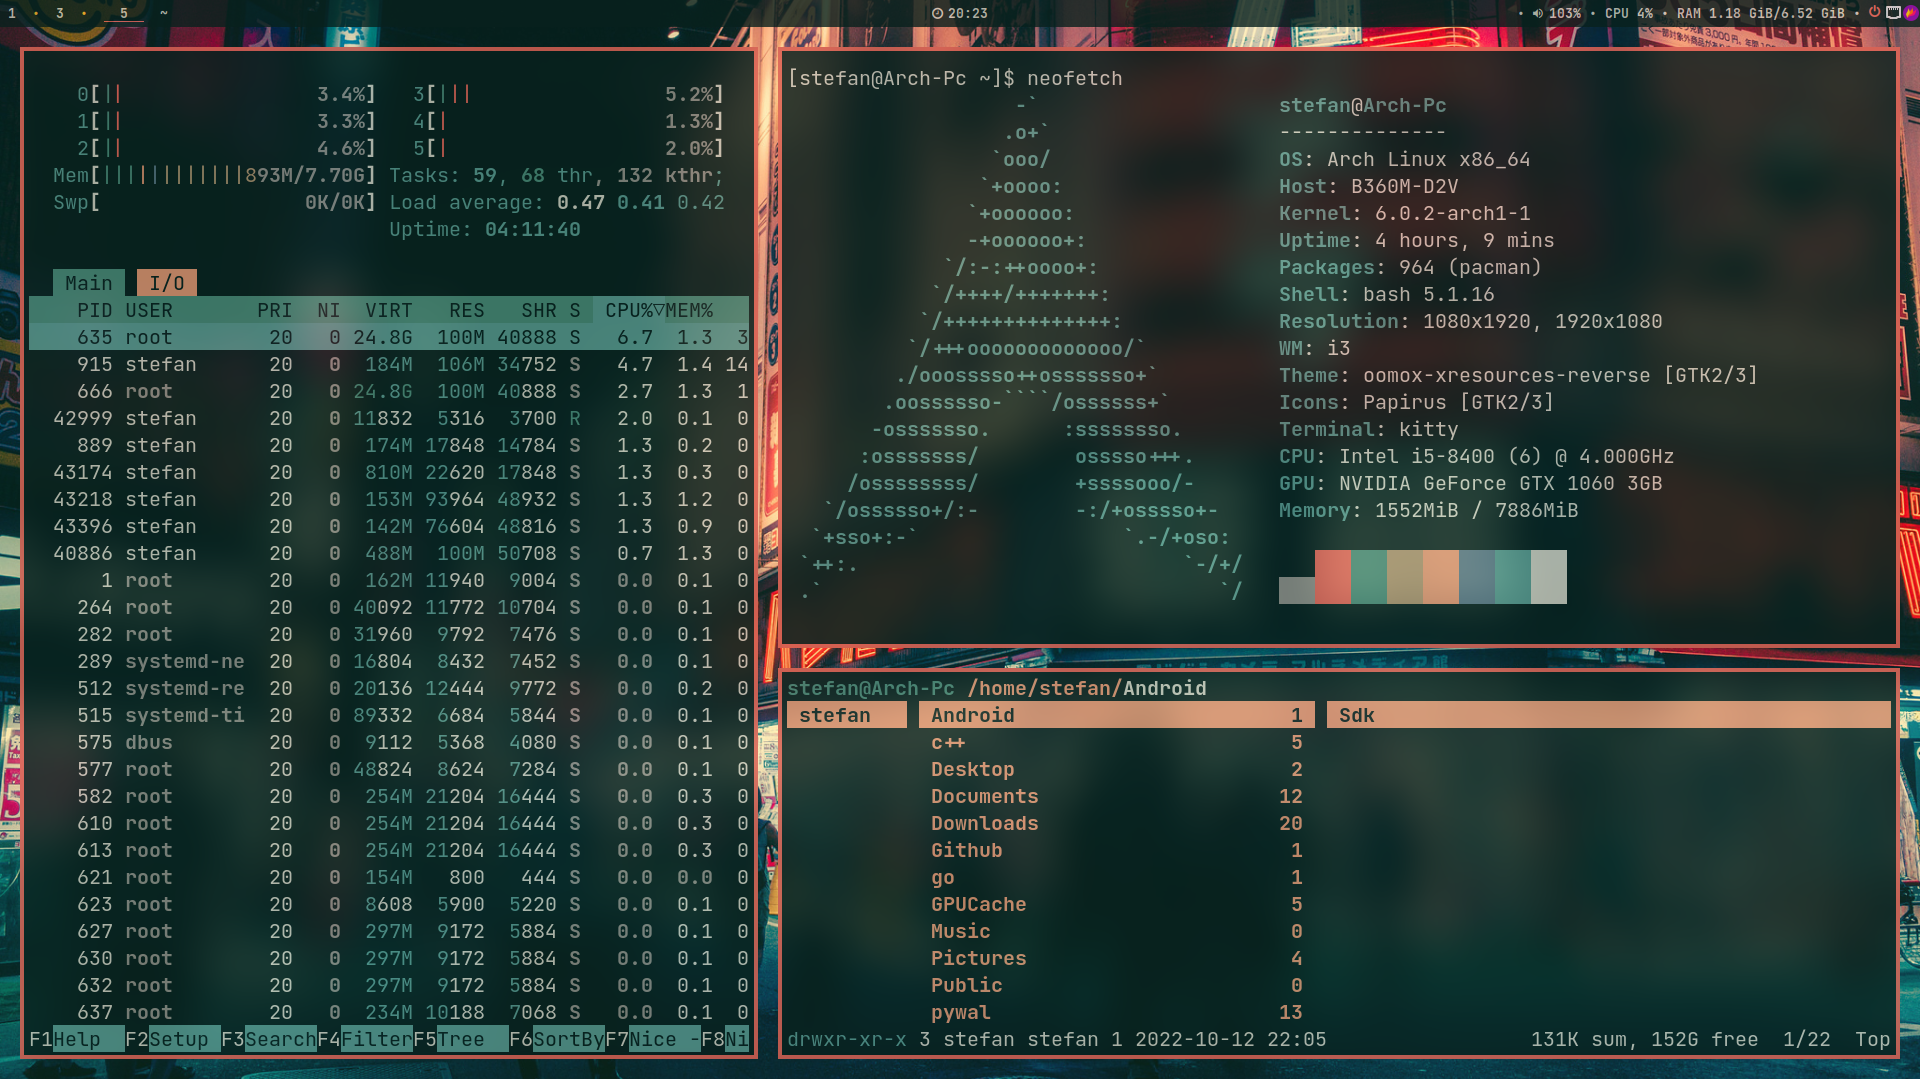 1 • 3 • 5 ~
20:23
• 103% • CPU 4% • RAM 1.18 GiB/6.52 GiB •
0[|| 3.4%] 3[||| 5.2%]
1[|| 3.3%] 4[| 1.3%]
2[|| 4.6%] 5[| 2.0%]
Mem[||||||||||||893M/7.70G] Tasks: 59, 68 thr, 132 kthr;
Swp[ 0K/0K] Load average: 0.47 0.41 0.42
Uptime: 04:11:40
Main I/O
PID USER PRI NI VIRT RES SHR S CPU%▽MEM%
635 root 20 0 24.8G 100M 40888 S 6.7 1.3 3
915 stefan 20 0 184M 106M 34752 S 4.7 1.4 14
666 root 20 0 24.8G 100M 40888 S 2.7 1.3 1
42999 stefan 20 0 11832 5316 3700 R 2.0 0.1 0
889 stefan 20 0 174M 17848 14784 S 1.3 0.2 0
43174 stefan 20 0 810M 22620 17848 S 1.3 0.3 0
43218 stefan 20 0 153M 93964 48932 S 1.3 1.2 0
43396 stefan 20 0 142M 76604 48816 S 1.3 0.9 0
40886 stefan 20 0 488M 100M 50708 S 0.7 1.3 0
1 root 20 0 162M 11940 9004 S 0.0 0.1 0
264 root 20 0 40092 11772 10704 S 0.0 0.1 0
282 root 20 0 31960 9792 7476 S 0.0 0.1 0
289 systemd-ne 20 0 16804 8432 7452 S 0.0 0.1 0
512 systemd-re 20 0 20136 12444 9772 S 0.0 0.2 0
515 systemd-ti 20 0 89332 6684 5844 S 0.0 0.1 0
575 dbus 20 0 9112 5368 4080 S 0.0 0.1 0
577 root 20 0 48824 8624 7284 S 0.0 0.1 0
582 root 20 0 254M 21204 16444 S 0.0 0.3 0
610 root 20 0 254M 21204 16444 S 0.0 0.3 0
613 root 20 0 254M 21204 16444 S 0.0 0.3 0
621 root 20 0 154M 800 444 S 0.0 0.0 0
623 root 20 0 8608 5900 5220 S 0.0 0.1 0
627 root 20 0 297M 9172 5884 S 0.0 0.1 0
630 root 20 0 297M 9172 5884 S 0.0 0.1 0
632 root 20 0 297M 9172 5884 S 0.0 0.1 0
637 root 20 0 234M 10188 7068 S 0.0 0.1 0
F1Help F2Setup F3SearchF4FilterF5Tree F6SortByF7Nice -F8Ni
[stefan@Arch-Pc ~]$ neofetch
-`
.o+`
`ooo/
`+oooo:
`+oooooo:
-+oooooo+:
`/:-:++oooo+:
`/++++/+++++++:
`/++++++++++++++:
`/+++ooooooooooooo/`
./ooosssso++osssssso+`
.oossssso-````/ossssss+`
-osssssso. :ssssssso.
:osssssss/ osssso+++.
/ossssssss/ +ssssooo/-
`/ossssso+/:- -:/+osssso+-
`+sso+:-` `.-/+oso:
`++:. `-/+/
.` `/
stefan@Arch-Pc
--------------
OS: Arch Linux x86_64
Host: B360M-D2V
Kernel: 6.0.2-arch1-1
Uptime: 4 hours, 9 mins
Packages: 964 (pacman)
Shell: bash 5.1.16
Resolution: 1080x1920, 1920x1080
WM: i3
Theme: oomox-xresources-reverse [GTK2/3]
Icons: Papirus [GTK2/3]
Terminal: kitty
CPU: Intel i5-8400 (6) @ 4.000GHz
GPU: NVIDIA GeForce GTX 1060 3GB
Memory: 1552MiB / 7886MiB
stefan@Arch-Pc /home/stefan/Android
stefan Android 1 Sdk
c++ 5
Desktop 2
Documents 12
Downloads 20
Github 1
go 1
GPUCache 5
Music 0
Pictures 4
Public 0
pywal 13
drwxr-xr-x 3 stefan stefan 1 2022-10-12 22:05 131K sum, 152G free 1/22 Top